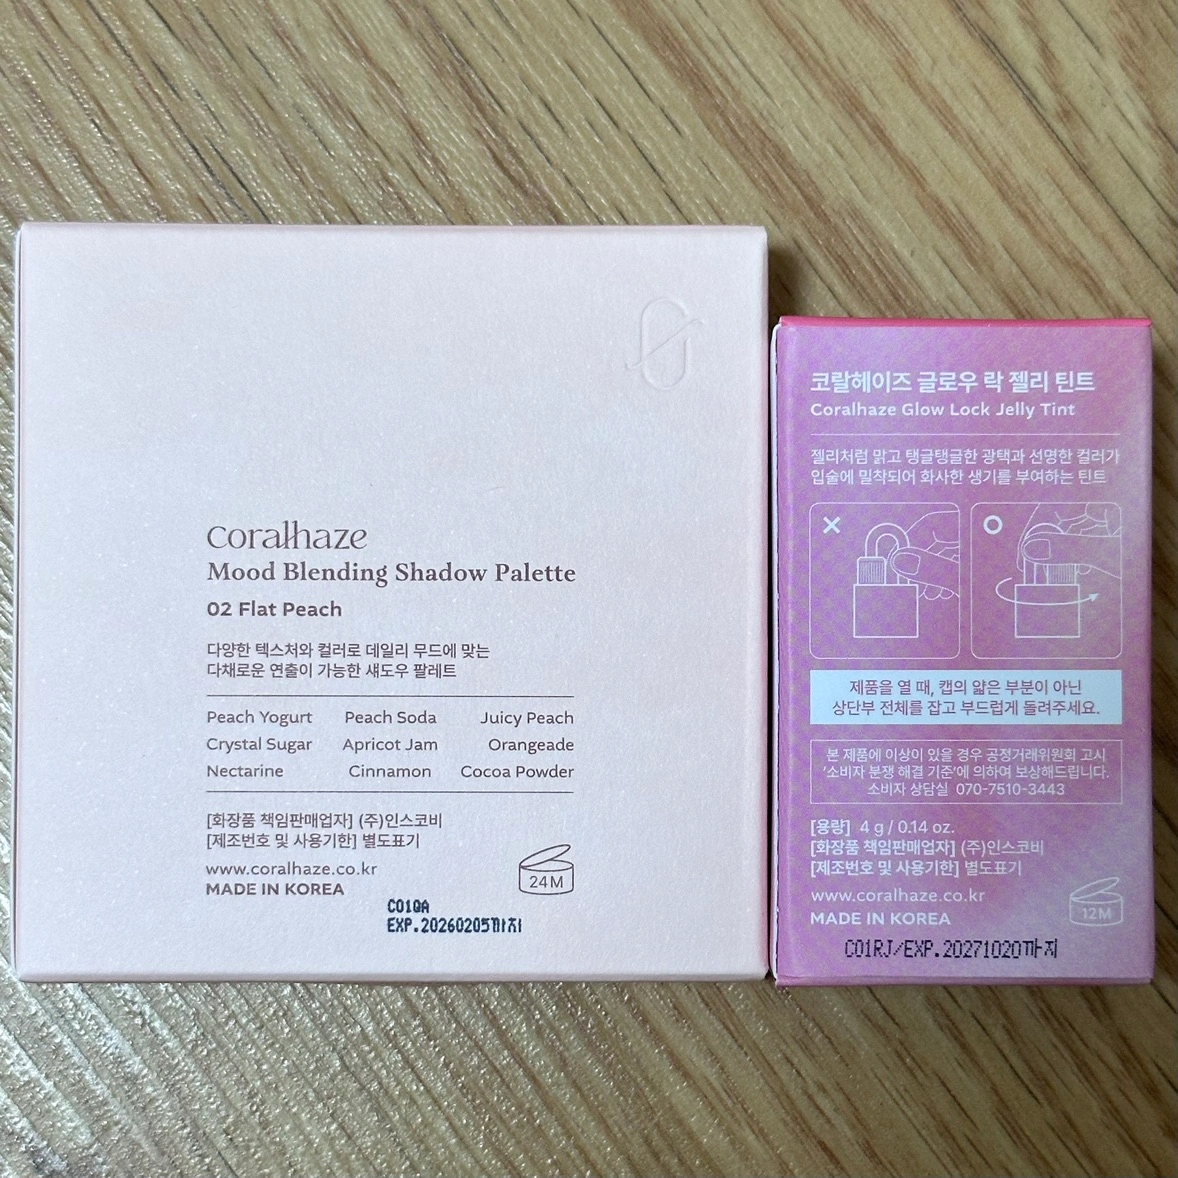 Coralhaze
Mood Blending Shadow Palette
02 Flat Peach
다양한 텍스처와 컬러로 데일리 무드에 맞는
다채로운 연출이 가능한 섀도우 팔레트
Peach Yogurt Peach Soda Juicy Peach
Crystal Sugar Apricot Jam Orangeade
Nectarine Cinnamon Cocoa Powder
[화장품 책임판매업자] (주)인스코비
[제조번호 및 사용기한] 별도표기
www.coralhaze.co.kr
MADE IN KOREA
24M
C01QA
EXP.20260205까지
코랄헤이즈 글로우 락 젤리 틴트
Coralhaze Glow Lock Jelly Tint
젤리처럼 맑고 탱글탱글한 광택과 선명한 컬러가
입술에 밀착되어 화사한 생기를 부여하는 틴트
제품을 열 때, 캡의 얇은 부분이 아닌
상단부 전체를 잡고 부드럽게 돌려주세요.
본 제품에 이상이 있을 경우 공정거래위원회 고시
'소비자 분쟁 해결 기준'에 의하여 보상해드립니다.
소비자 상담실 070-7510-3443
[용량] 4 g / 0.14 oz.
[화장품 책임판매업자] (주)인스코비
[제조번호 및 사용기한] 별도표기
www.coralhaze.co.kr
MADE IN KOREA
12M
C01RJ/EXP.20271020까지